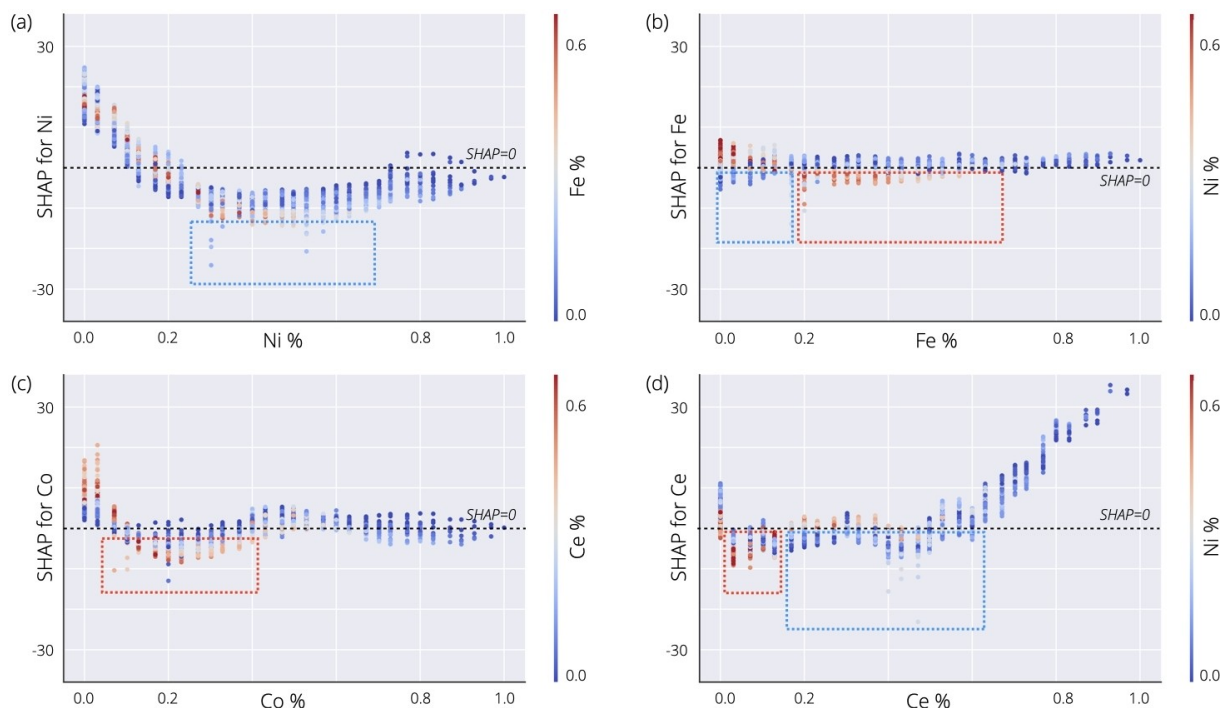 (a)
30
-30
SHAP for Ni
SHAP=0
0.0 0.2 0.8 1.0
Ni %
0.6
0.0
Fe %
(b)
30
-30
SHAP for Fe
SHAP=0
0.0 0.2 0.8 1.0
Fe %
0.6
0.0
Ni %
(c)
30
-30
SHAP for Co
SHAP=0
0.0 0.2 0.8 1.0
Co %
0.6
0.0
Ce %
(d)
30
-30
SHAP for Ce
SHAP=0
0.0 0.2 0.8 1.0
Ce %
0.6
0.0
Ni %